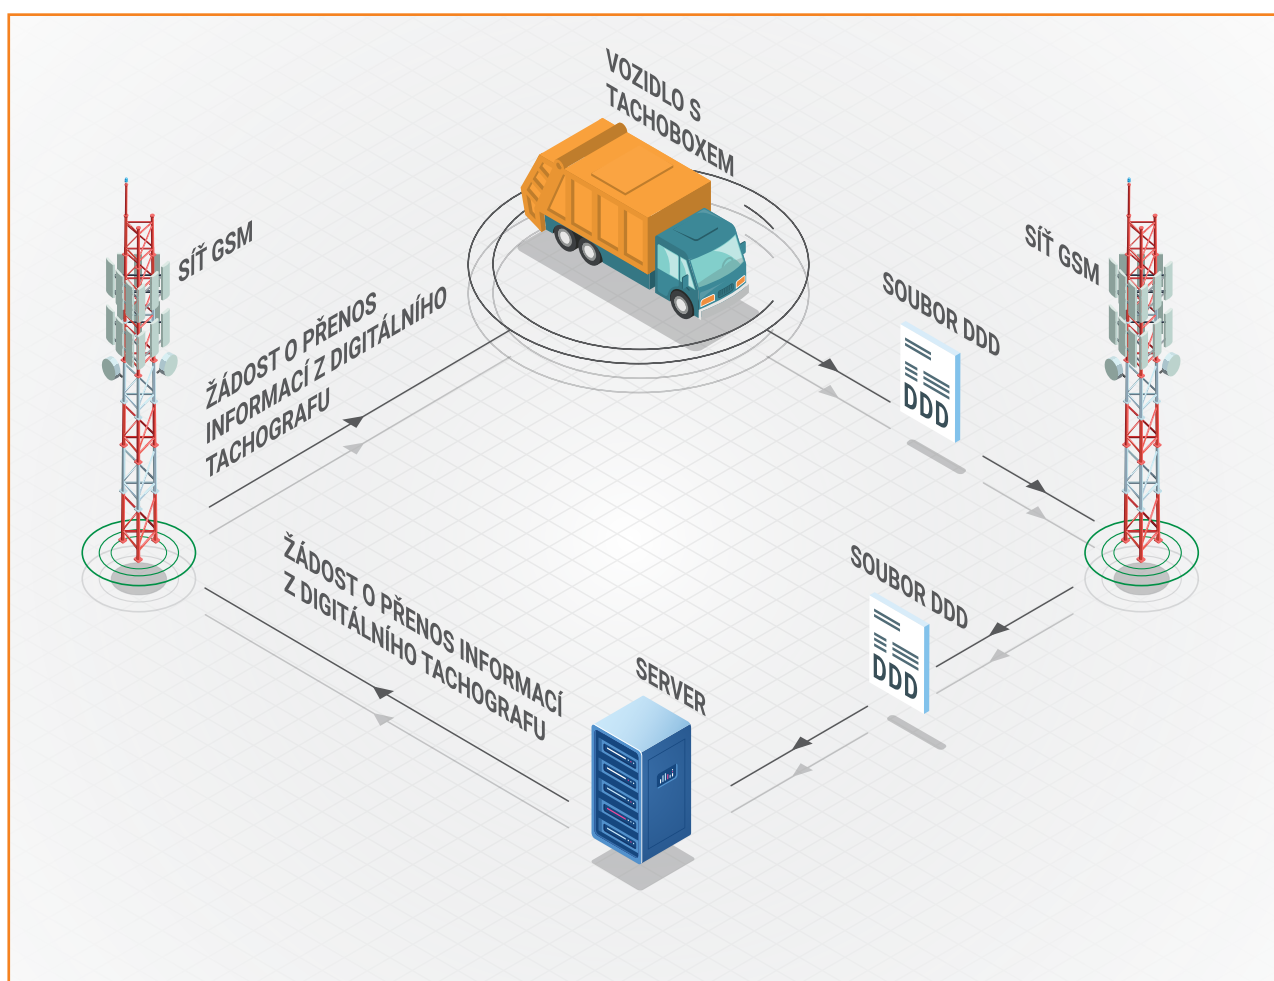 VOZIDLO S
TACHOBOXEM
SÍŤ GSM
SÍŤ GSM
ŽÁDOST O PŘENOS
INFORMACÍ Z DIGITÁLNÍHO
TACHOGRAFU
SOUBOR DDD
DDD
ŽÁDOST O PŘENOS INFORMACÍ
Z DIGITÁLNÍHO TACHOGRAFU
SOUBOR DDD
DDD
SERVER